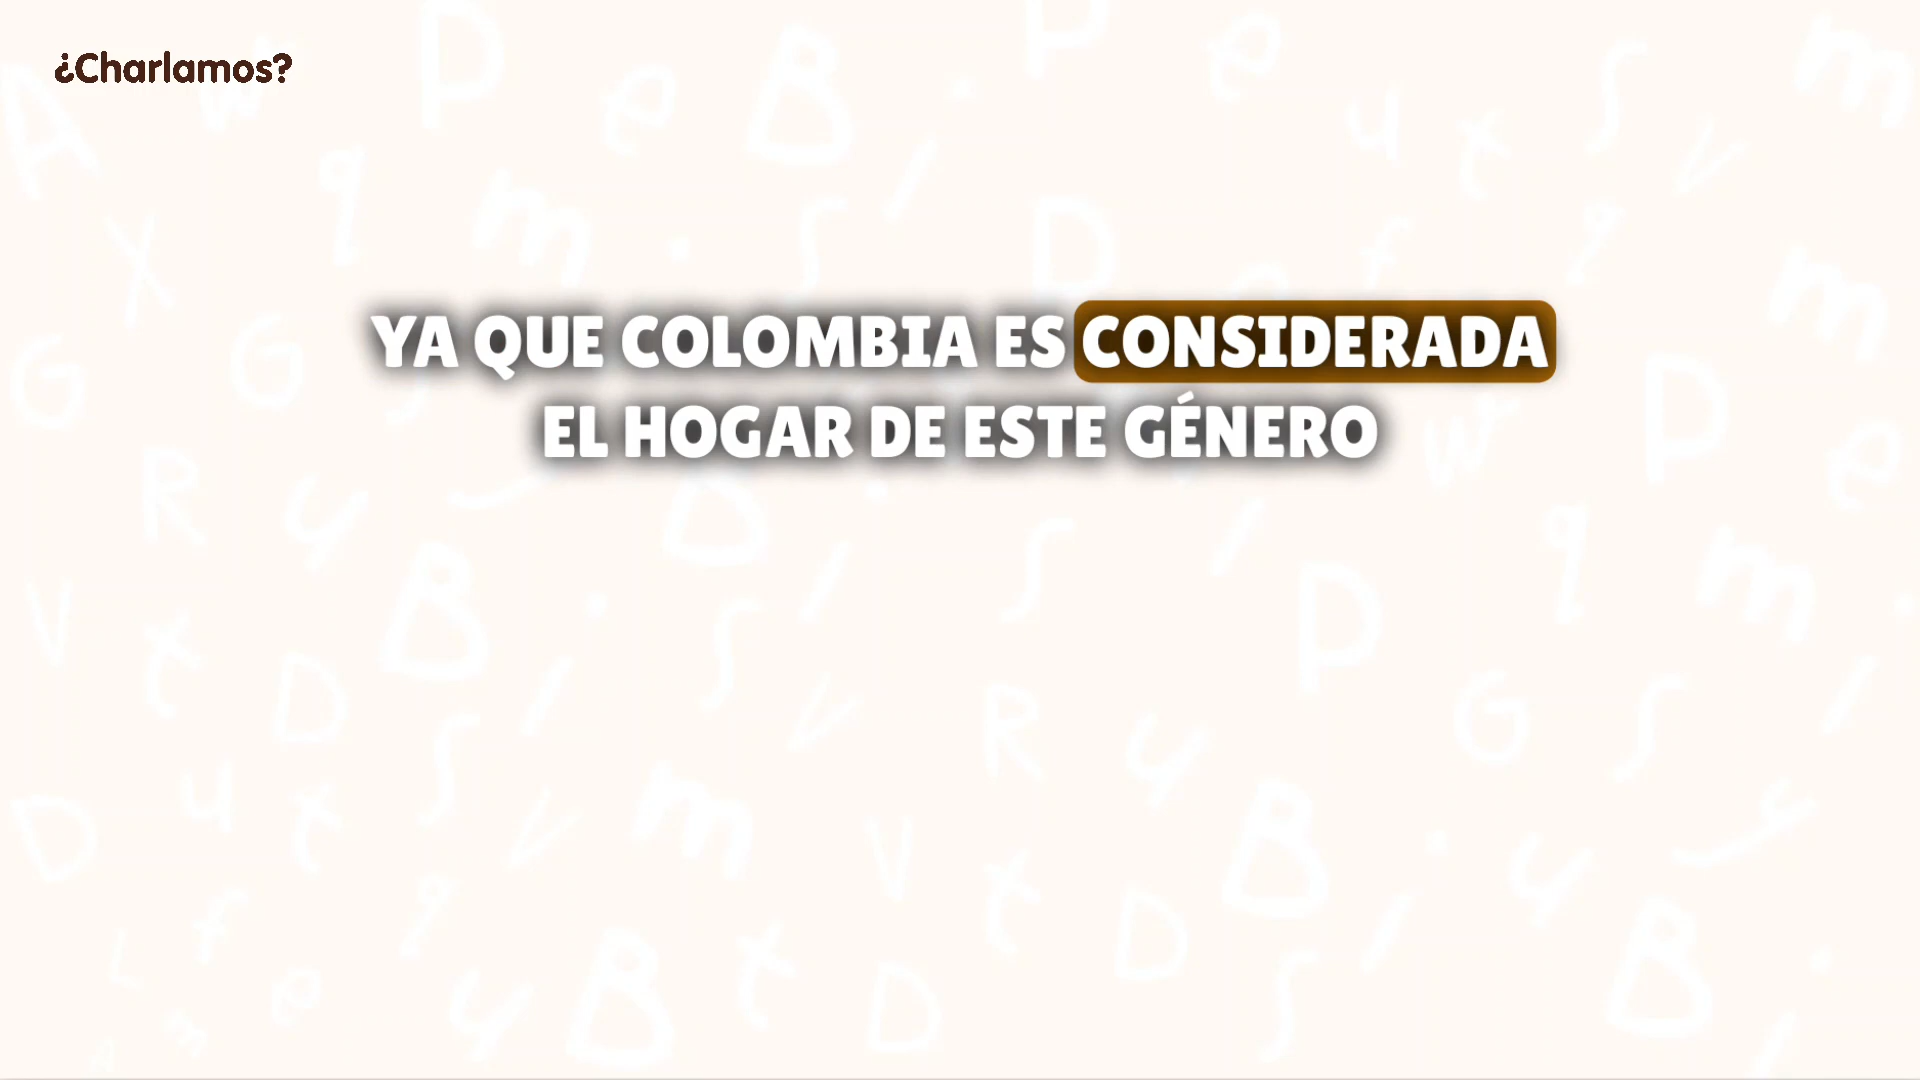 ¿Charlamos?
YA QUE COLOMBIA ES CONSIDERADA
EL HOGAR DE ESTE GÉNERO